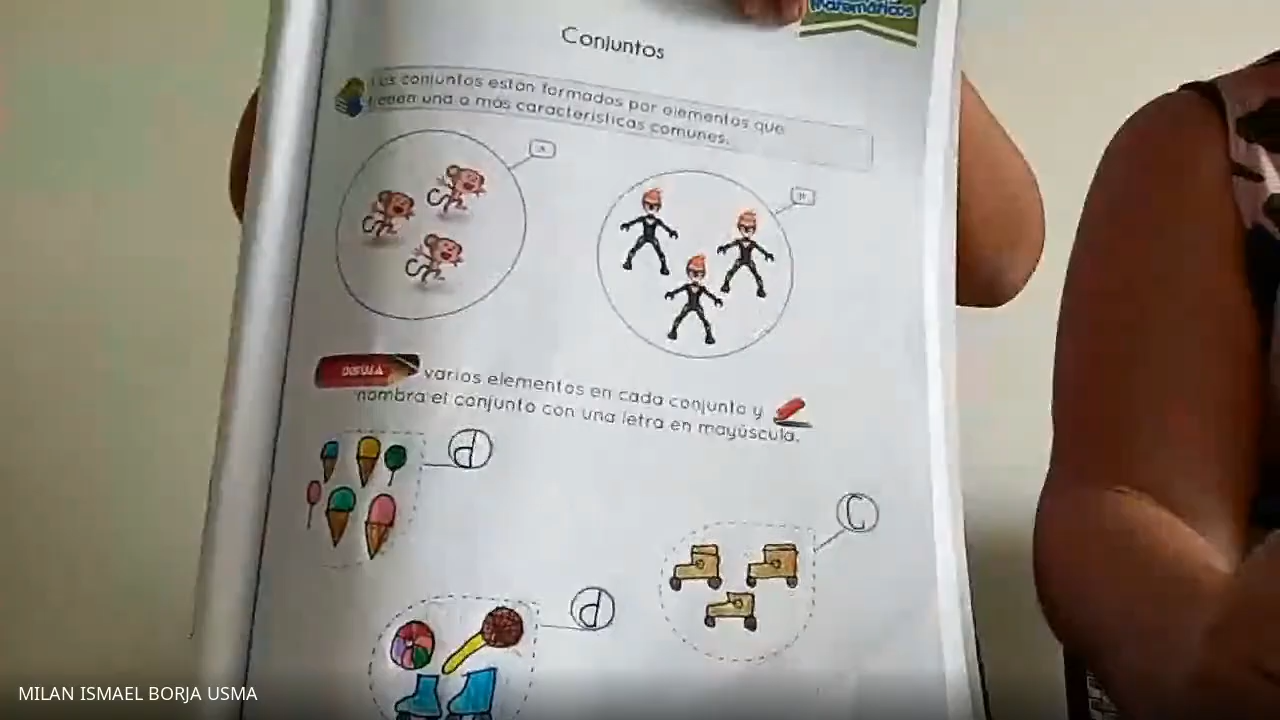 Matemáticos
Conjuntos
Los conjuntos están formados por elementos que
tienen una o más características comunes.
A
DIBUJA varios elementos en cada conjunto y
nombra el conjunto con una letra en mayúscula.
d
C
d
MILAN ISMAEL BORJA USMA